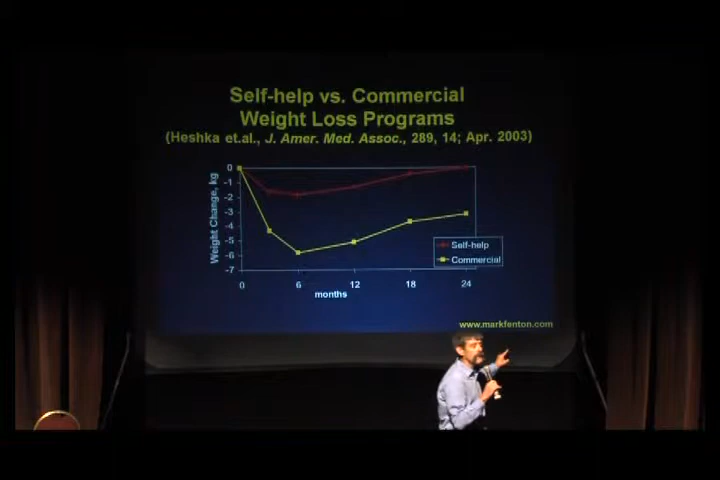 Self-help vs. Commercial
Weight Loss Programs
(Heshka et.al., J. Amer. Med. Assoc., 289, 14; Apr. 2003)
Weight Change, kg
0
-1
-2
-3
-4
-5
-6
-7
Self-help
Commercial
0 6 12 18 24
months
www.markfenton.com